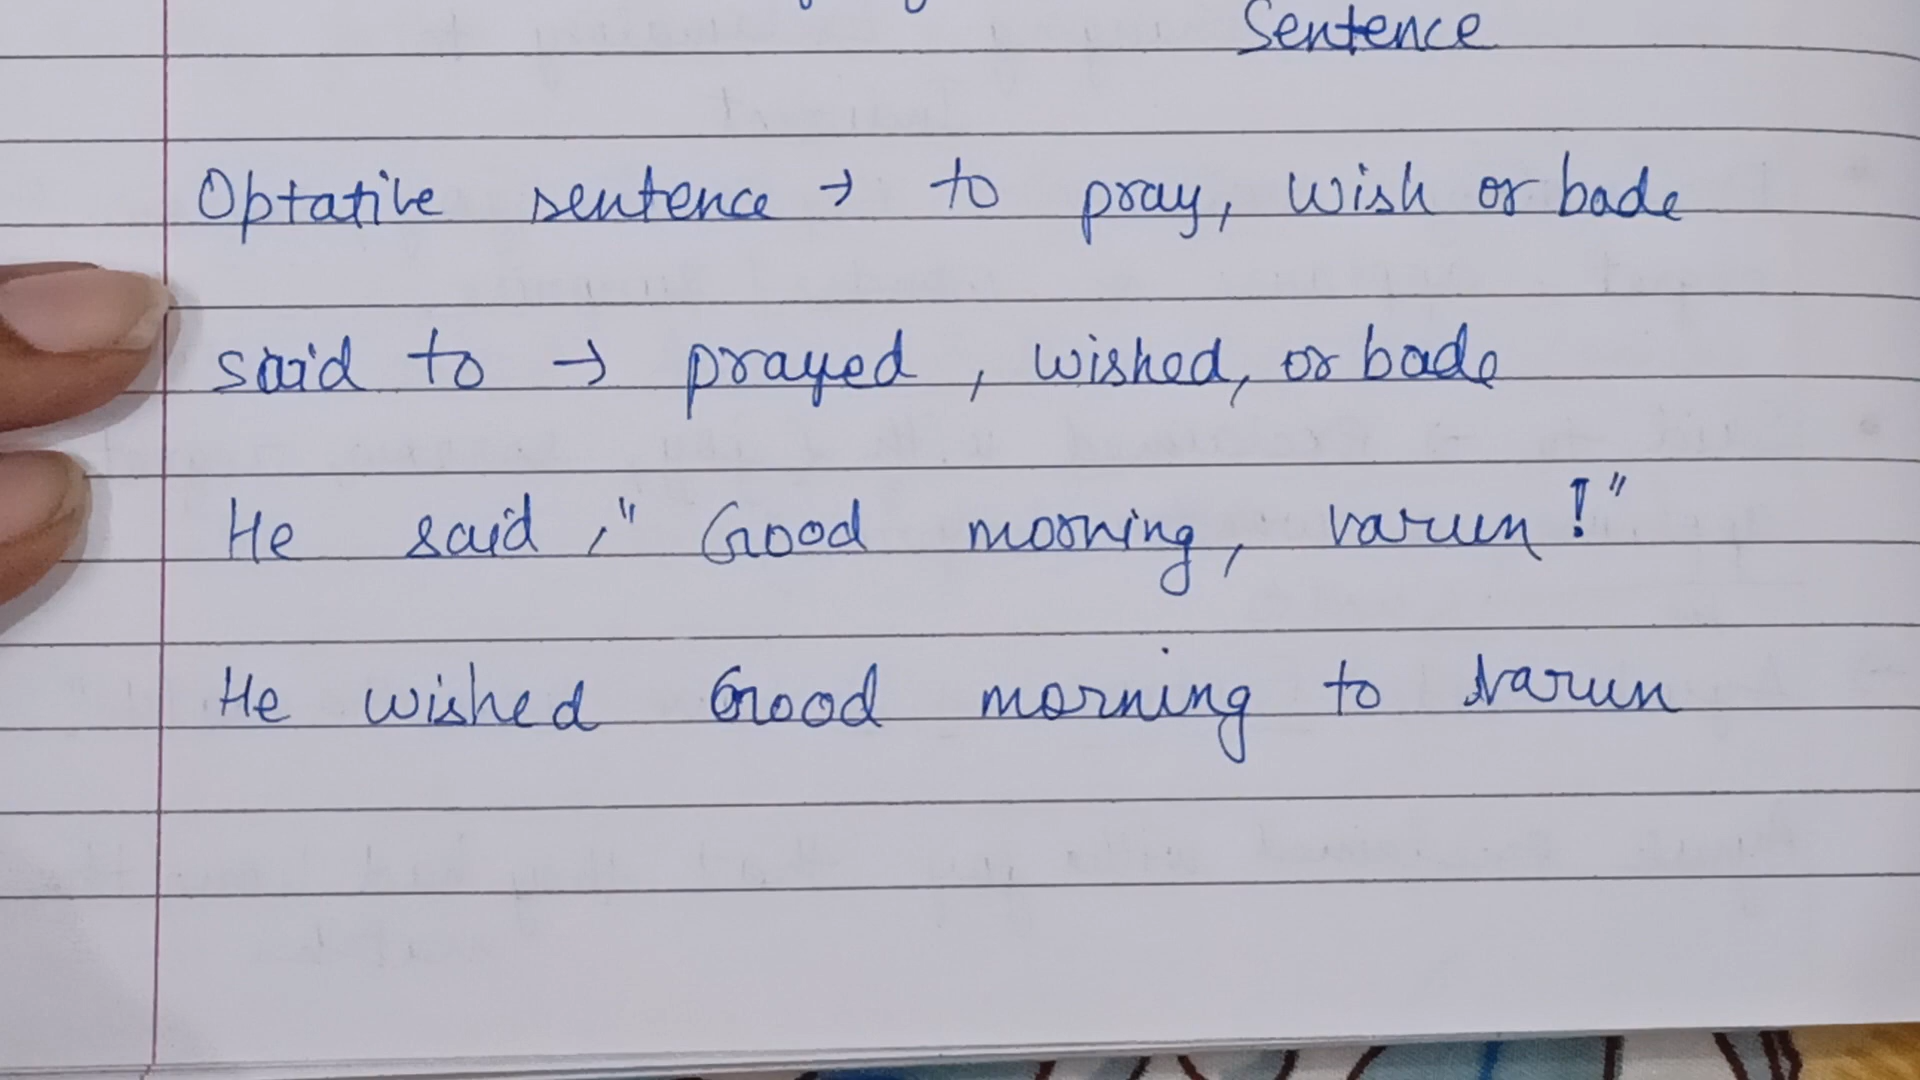 Sentence
Optative sentence → to pray, wish or bade
said to → prayed, wished, or bade
He said, " Good morning, varun!"
He wished Good morning to Varun